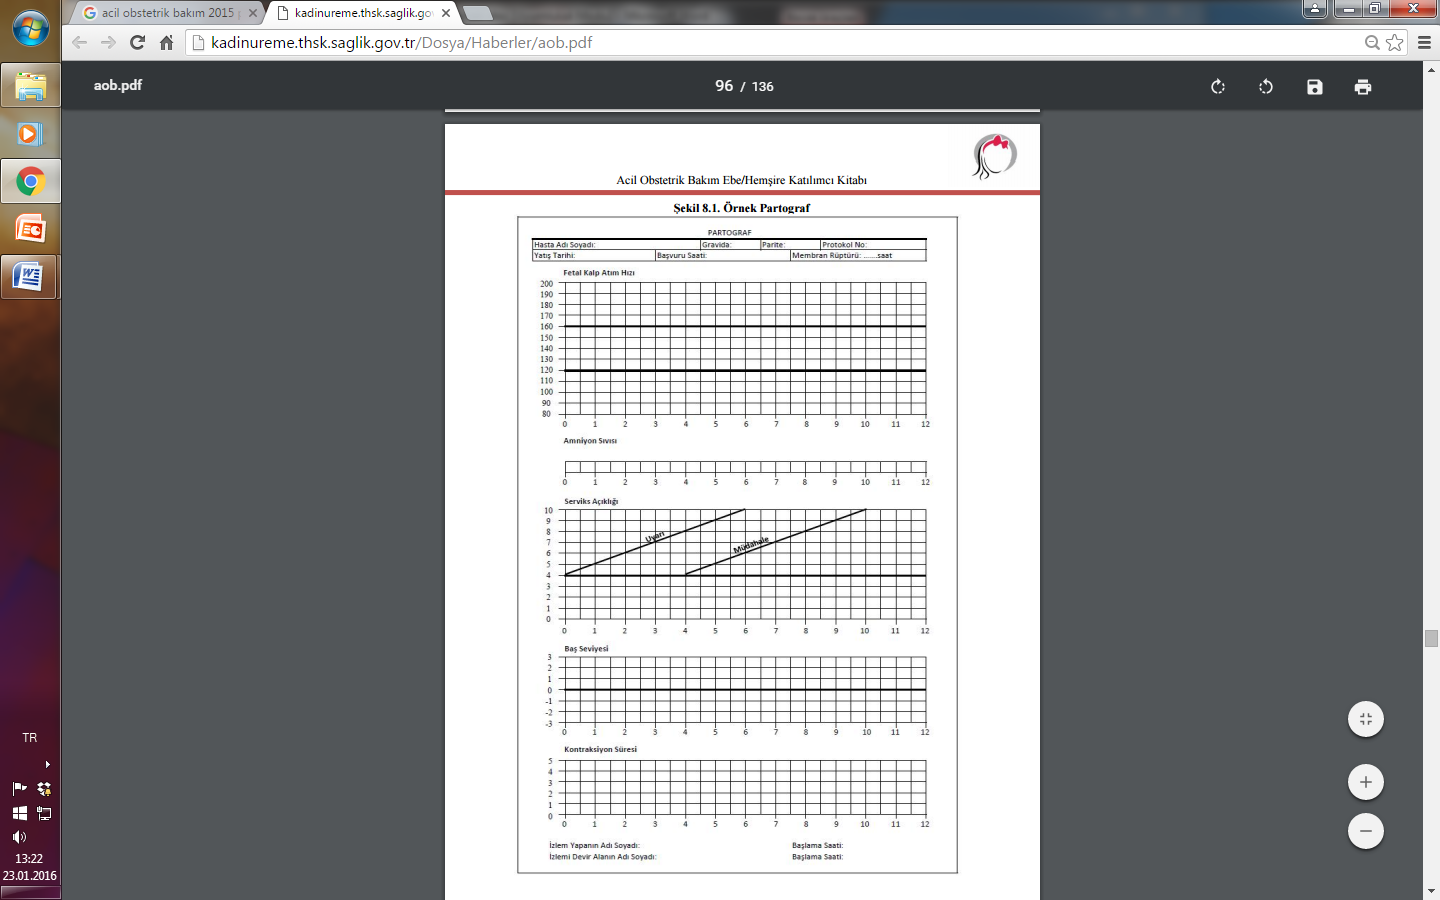 acil obstetrik bakım 2015
kadinureme.thsk.saglik.go
kadinureme.thsk.saglik.gov.tr/Dosya/Haberler/aob.pdf
aob.pdf
96 / 136
Acil Obstetrik Bakım Ebe/Hemşire Katılımcı Kitabı
Şekil 8.1. Örnek Partograf
PARTOGRAF
Hasta Adı Soyadı: Gravida: Parite: Protokol No:
Yatış Tarihi: Başvuru Saati: Membran Rüptürü: .......saat
Fetal Kalp Atım Hızı
200
190
180
170
160
150
140
130
120
110
100
90
80
0 1 2 3 4 5 6 7 8 9 10 11 12
Amniyon Sıvısı
0 1 2 3 4 5 6 7 8 9 10 11 12
Serviks Açıklığı
10
9
8
7
6
5
4
3
2
1
0
Uyarı
Müdahale
0 1 2 3 4 5 6 7 8 9 10 11 12
Baş Seviyesi
3
2
1
0
-1
-2
-3
0 1 2 3 4 5 6 7 8 9 10 11 12
Kontraksiyon Süresi
5
4
3
2
1
0
0 1 2 3 4 5 6 7 8 9 10 11 12
İzlem Yapanın Adı Soyadı: Başlama Saati:
İzlemi Devir Alanın Adı Soyadı: Başlama Saati:
TR
13:22
23.01.2016